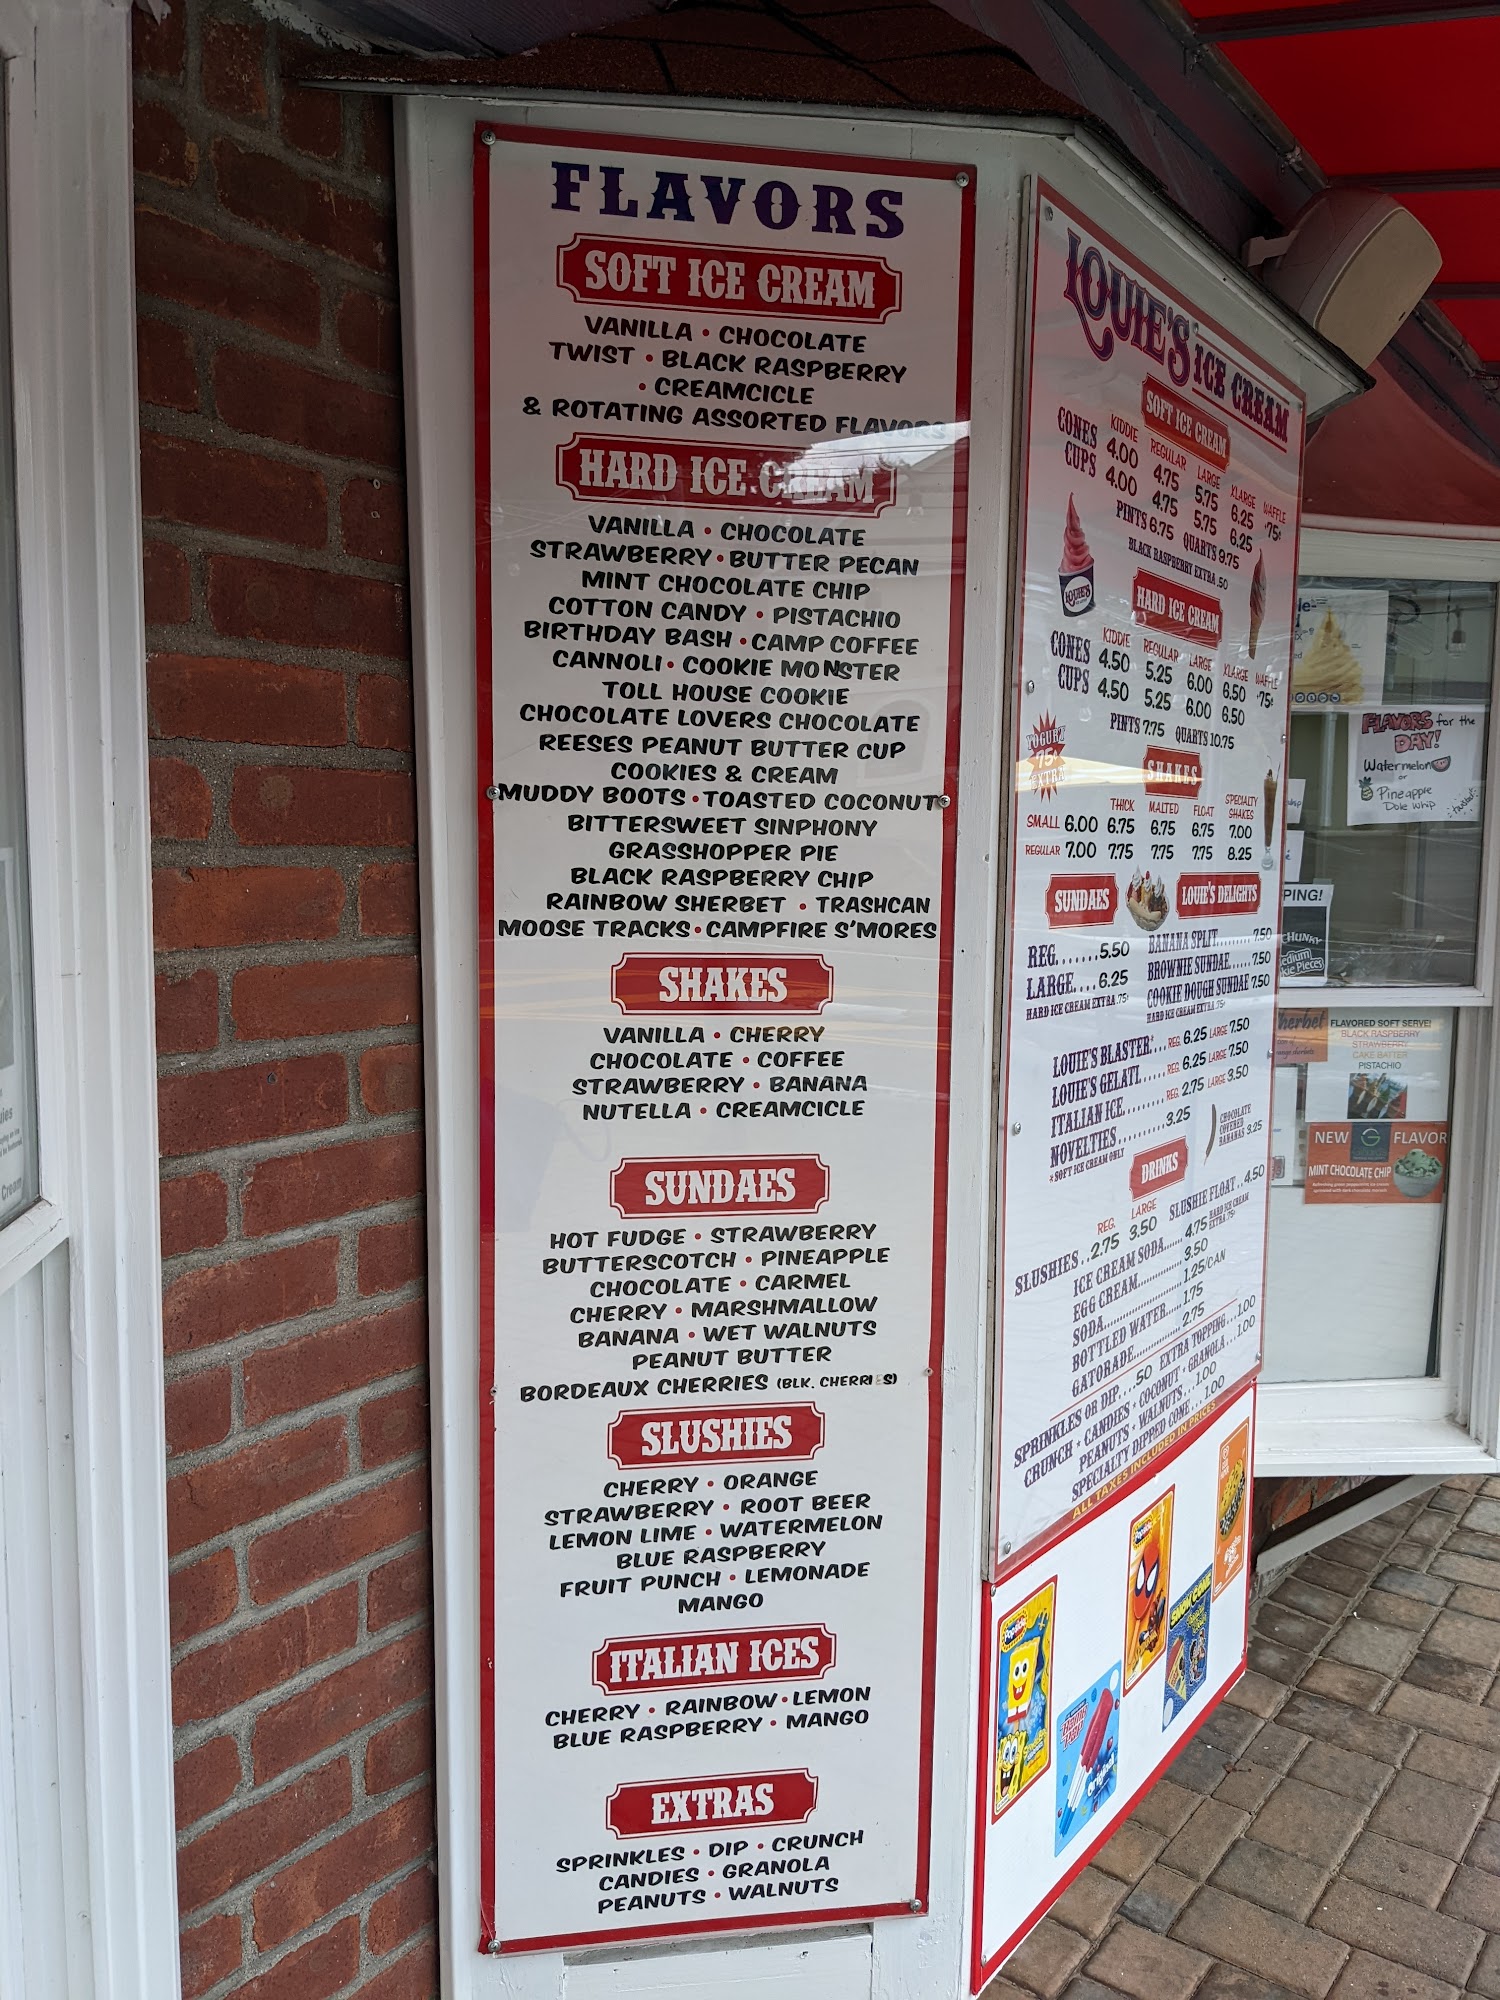 FLAVORS
SOFT ICE CREAM
VANILLA • CHOCOLATE
TWIST • BLACK RASPBERRY
• CREAMCICLE
& ROTATING ASSORTED FLAVORS
HARD ICE CREAM
VANILLA • CHOCOLATE
STRAWBERRY • BUTTER PECAN
MINT CHOCOLATE CHIP
COTTON CANDY • PISTACHIO
BIRTHDAY BASH • CAMP COFFEE
CANNOLI • COOKIE MONSTER
TOLL HOUSE COOKIE
CHOCOLATE LOVERS CHOCOLATE
REESES PEANUT BUTTER CUP
COOKIES & CREAM
MUDDY BOOTS • TOASTED COCONUT
BITTERSWEET SINPHONY
GRASSHOPPER PIE
BLACK RASPBERRY CHIP
RAINBOW SHERBET • TRASHCAN
MOOSE TRACKS • CAMPFIRE S'MORES
SHAKES
VANILLA • CHERRY
CHOCOLATE • COFFEE
STRAWBERRY • BANANA
NUTELLA • CREAMCICLE
SUNDAES
HOT FUDGE • STRAWBERRY
BUTTERSCOTCH • PINEAPPLE
CHOCOLATE • CARMEL
CHERRY • MARSHMALLOW
BANANA • WET WALNUTS
PEANUT BUTTER
BORDEAUX CHERRIES (BLK. CHERRIES)
SLUSHIES
CHERRY • ORANGE
STRAWBERRY • ROOT BEER
LEMON LIME • WATERMELON
BLUE RASPBERRY
FRUIT PUNCH • LEMONADE
MANGO
ITALIAN ICES
CHERRY • RAINBOW • LEMON
BLUE RASPBERRY • MANGO
EXTRAS
SPRINKLES • DIP • CRUNCH
CANDIES • GRANOLA
PEANUTS • WALNUTS
LOUIE'S ICE CREAM
SOFT ICE CREAM
KIDDIE REGULAR LARGE XLARGE WAFFLE
CONES 4.00 4.75 5.75 6.25 +75¢
CUPS 4.00 4.75 5.75 6.25
PINTS 6.75 QUARTS 9.75
BLACK RASPBERRY EXTRA .50
LOUIE'S
HARD ICE CREAM
KIDDIE REGULAR LARGE XLARGE WAFFLE
CONES 4.50 5.25 6.00 6.50 +75¢
CUPS 4.50 5.25 6.00 6.50
PINTS 7.75 QUARTS 10.75
YOGURT
75¢
EXTRA
SHAKES
THICK MALTED FLOAT SPECIALTY SHAKES
SMALL 6.00 6.75 6.75 6.75 7.00
REGULAR 7.00 7.75 7.75 7.75 8.25
SUNDAES
REG.......5.50
LARGE....6.25
HARD ICE CREAM EXTRA .75¢
LOUIE'S DELIGHTS
BANANA SPLIT.........7.50
BROWNIE SUNDAE......7.50
COOKIE DOUGH SUNDAE 7.50
HARD ICE CREAM EXTRA .75¢
LOUIE'S BLASTER*....REG. 6.25 LARGE 7.50
LOUIE'S GELATI......REG. 6.25 LARGE 7.50
ITALIAN ICE.........REG. 2.75 LARGE 3.50
NOVELTIES...........3.25
*SOFT ICE CREAM ONLY
CHOCOLATE
COVERED
BANANAS 3.25
DRINKS
REG. LARGE
SLUSHIES..2.75 3.50
SLUSHIE FLOAT..4.50
HARD ICE CREAM
EXTRA .75¢
ICE CREAM SODA......4.75
EGG CREAM............3.50
SODA.................1.25/CAN
BOTTLED WATER....1.75
GATORADE............2.75
SPRINKLES OR DIP....50 EXTRA TOPPING...1.00
CRUNCH • CANDIES • COCONUT • GRANOLA...1.00
PEANUTS • WALNUTS...1.00
SPECIALTY DIPPED CONE...1.00
ALL TAXES INCLUDED IN PRICES
Popsicle
Popsicle
SNOW CONE
Original
FLAVORS for the
DAY!
Watermelon
or
Pineapple
Dole Whip
PING!
CHUNKY
FLAVORED SOFT SERVE!
BLACK RASPBERRY
STRAWBERRY
CAKE BATTER
PISTACHIO
NEW FLAVOR
MINT CHOCOLATE CHIP